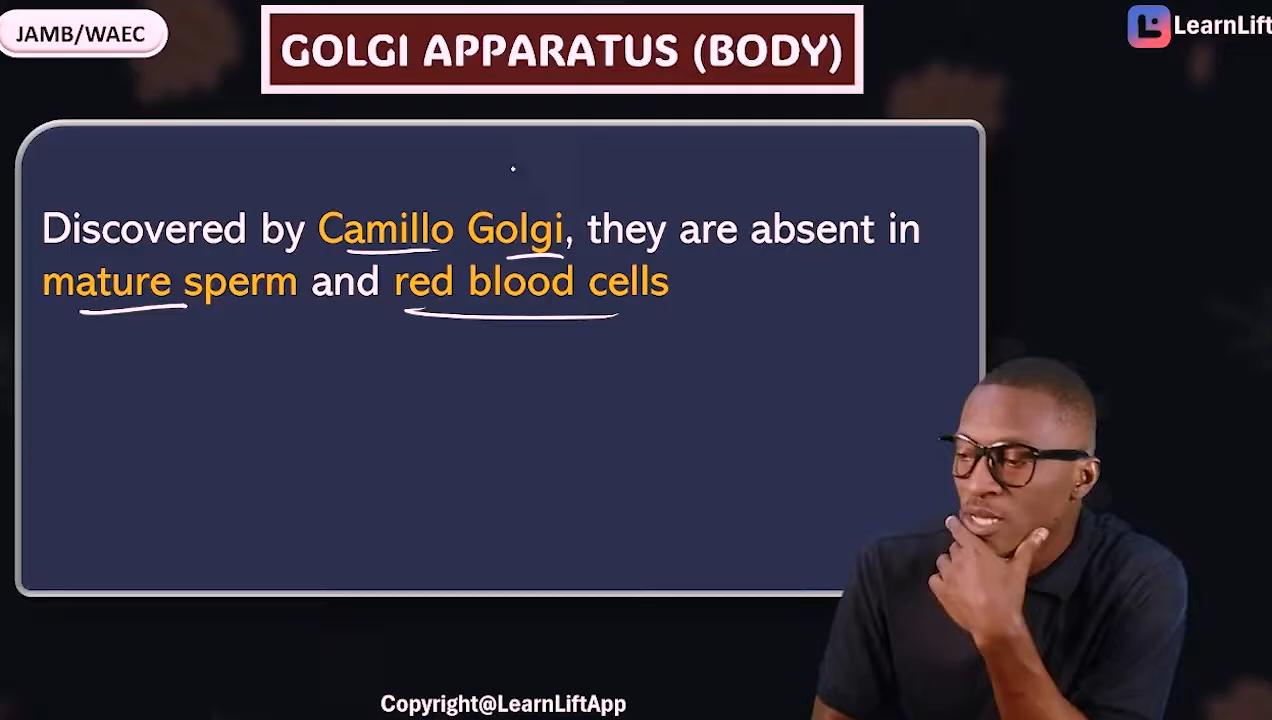 JAMB/WAEC
GOLGI APPARATUS (BODY)
LearnLift
Discovered by Camillo Golgi, they are absent in
mature sperm and red blood cells
Copyright@LearnLiftApp